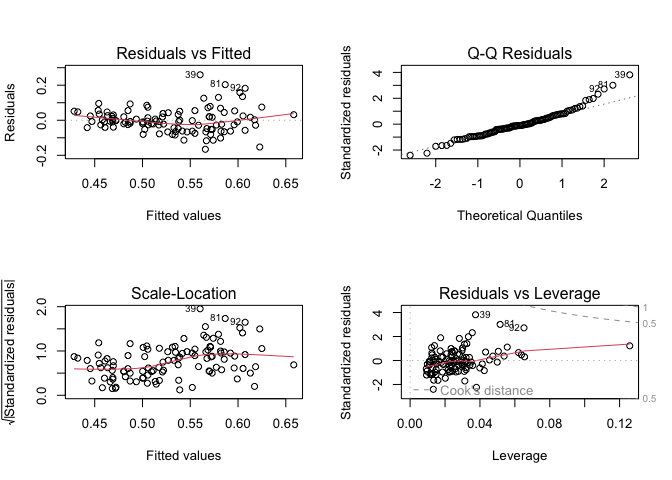 Residuals vs Fitted
Residuals
-0.2 0.0 0.2
39
81
92
0.45 0.50 0.55 0.60 0.65
Fitted values
Q-Q Residuals
Standardized residuals
-2 0 2 4
39
81
92
-2 -1 0 1 2
Theoretical Quantiles
Scale-Location
√|Standardized residuals|
0.0 1.0 2.0
39
81
92
0.45 0.50 0.55 0.60 0.65
Fitted values
Residuals vs Leverage
Standardized residuals
-2 0 2 4
39
81
92
Cook's distance
1
0.5
0.5
0.00 0.04 0.08 0.12
Leverage